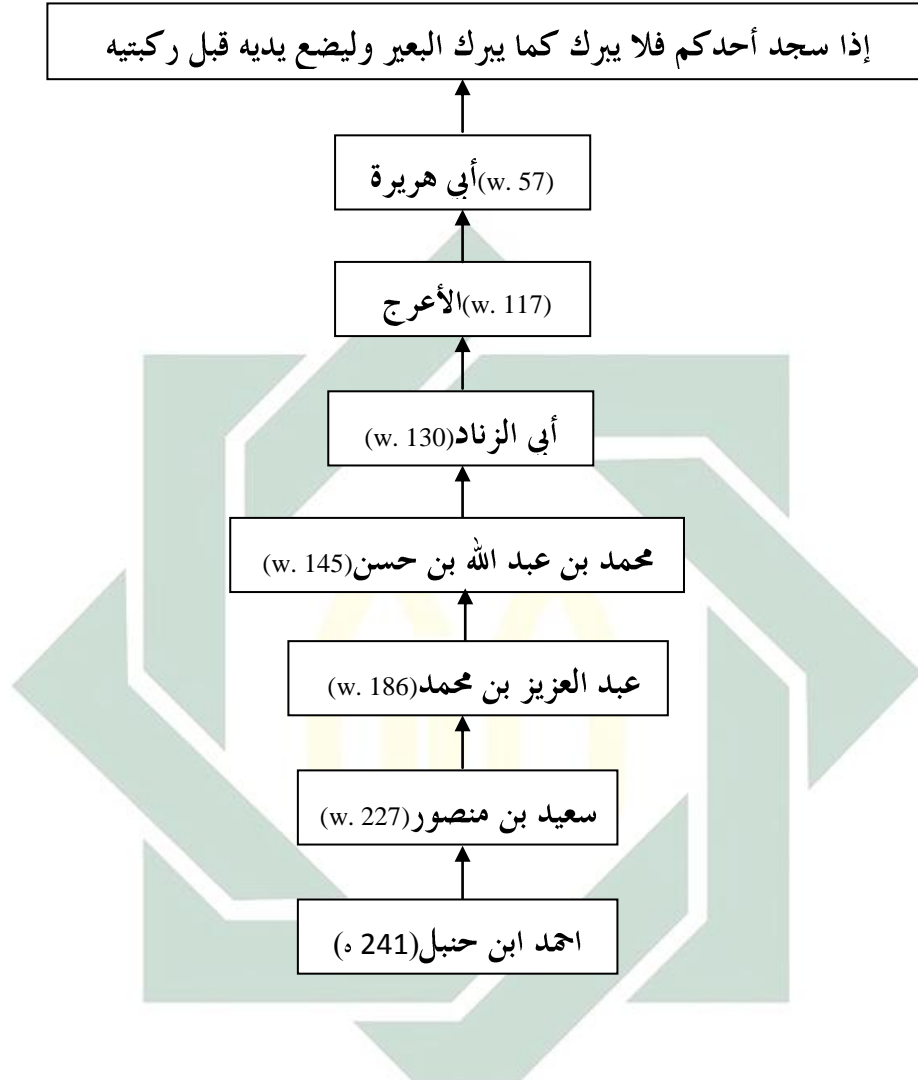 إذا سجد أحدكم فلا يبرك كما يبرك البعير وليضع يديه قبل ركبتيه
أبي هريرة(w. 57)
الأعرج(w. 117)
أبي الزناد(w. 130)
محمد بن عبد الله بن حسن(w. 145)
عبد العزيز بن محمد(w. 186)
سعيد بن منصور(w. 227)
احمد ابن حنبل(241 ه)